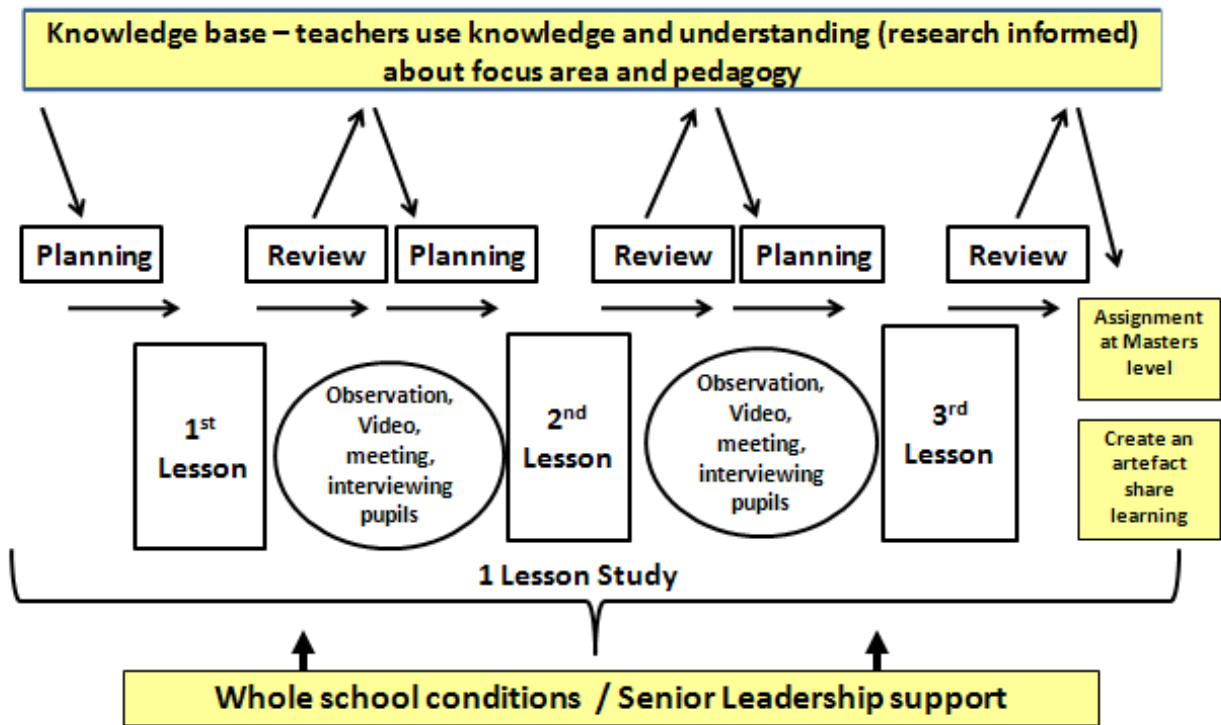 Knowledge base – teachers use knowledge and understanding (research informed)
about focus area and pedagogy
Planning
Review
Planning
Review
Planning
Review
1st
Lesson
Observation,
Video,
meeting,
interviewing
pupils
2nd
Lesson
Observation,
Video,
meeting,
interviewing
pupils
3rd
Lesson
Assignment
at Masters
level
Create an
artefact
share
learning
1 Lesson Study
Whole school conditions / Senior Leadership support